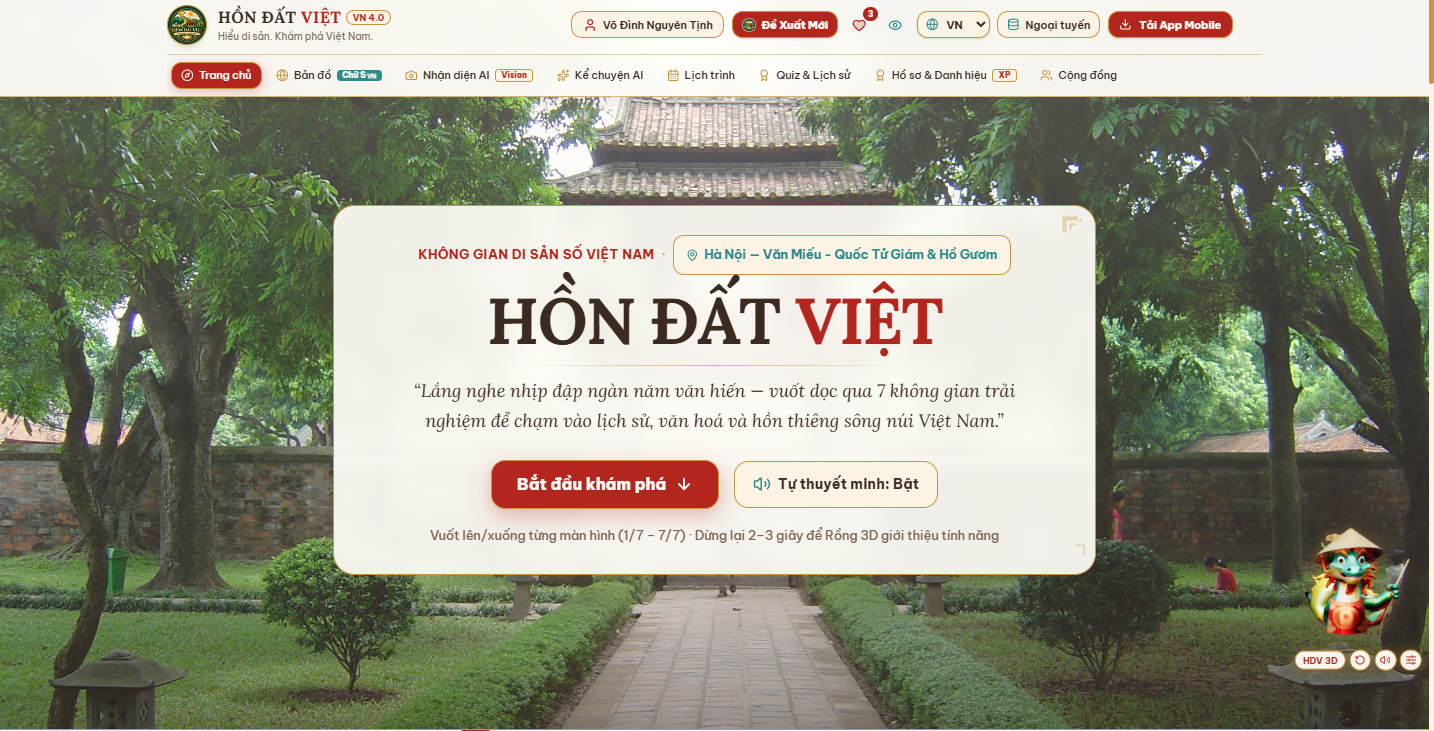 HỒN ĐẤT VIỆT VN 4.0
Hiểu di sản. Khám phá Việt Nam.
Võ Đình Nguyên Tịnh
Đề Xuất Mới
3
VN
Ngoại tuyến
Tải App Mobile
Trang chủ
Bản đồ Chữ S VN
Nhận diện AI Vision
Kể chuyện AI
Lịch trình
Quiz & Lịch sử
Hồ sơ & Danh hiệu XP
Cộng đồng
KHÔNG GIAN DI SẢN SỐ VIỆT NAM · Hà Nội — Văn Miếu - Quốc Tử Giám & Hồ Gươm
HỒN ĐẤT VIỆT
“Lắng nghe nhịp đập ngàn năm văn hiến — vuốt dọc qua 7 không gian trải
nghiệm để chạm vào lịch sử, văn hoá và hồn thiêng sông núi Việt Nam.”
Bắt đầu khám phá ↓
Tự thuyết minh: Bật
Vuốt lên/xuống từng màn hình (1/7 – 7/7) · Dừng lại 2–3 giây để Rồng 3D giới thiệu tính năng
HDV 3D